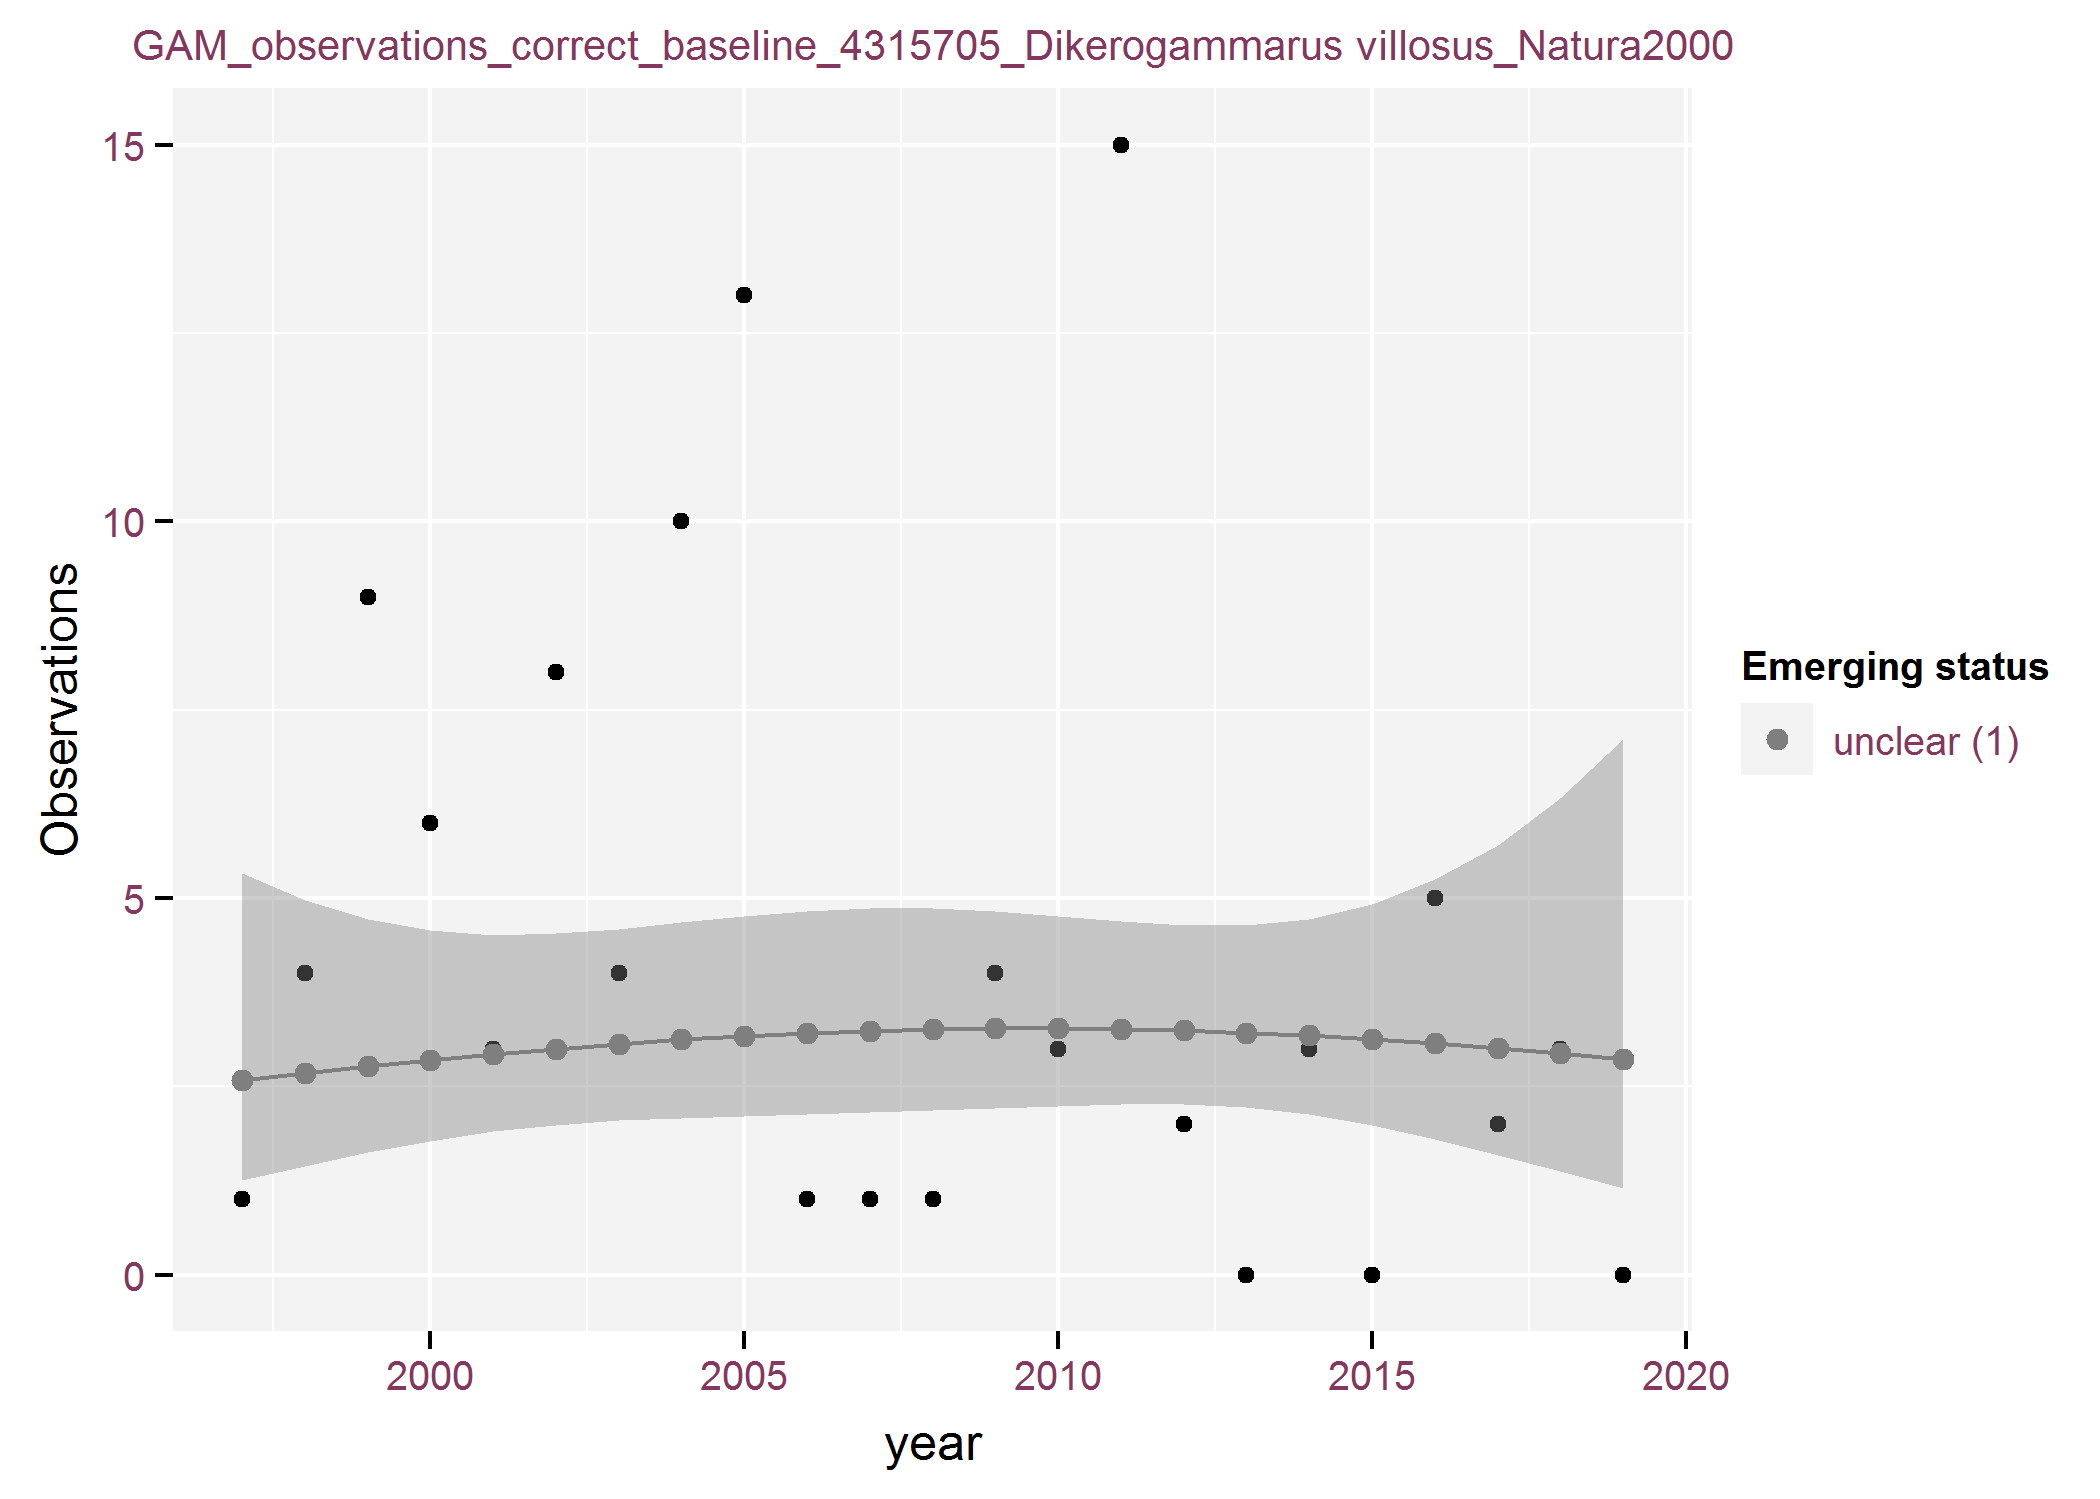 GAM_observations_correct_baseline_4315705_Dikerogammarus villosus_Natura2000
15
10
5
0
Observations
2000
2005
2010
2015
2020
year
Emerging status
unclear (1)